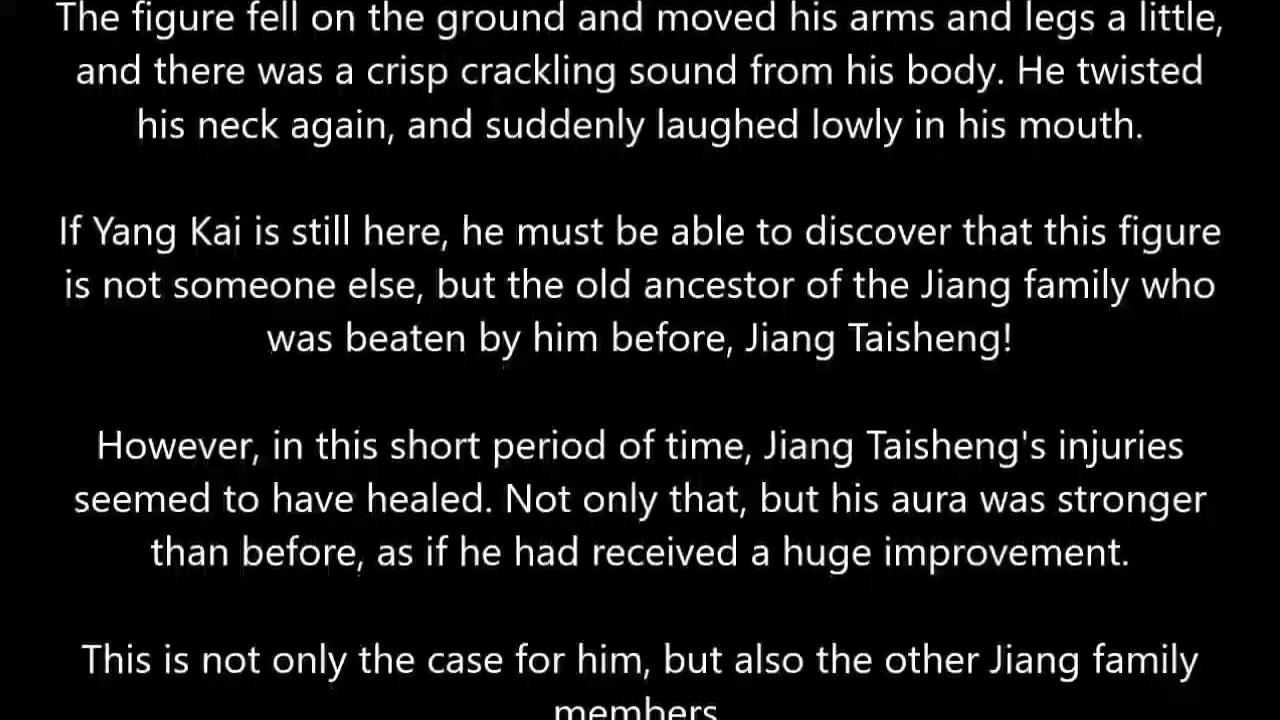 The figure fell on the ground and moved his arms and legs a little,
and there was a crisp crackling sound from his body. He twisted
his neck again, and suddenly laughed lowly in his mouth.
If Yang Kai is still here, he must be able to discover that this figure
is not someone else, but the old ancestor of the Jiang family who
was beaten by him before, Jiang Taisheng!
However, in this short period of time, Jiang Taisheng's injuries
seemed to have healed. Not only that, but his aura was stronger
than before, as if he had received a huge improvement.
This is not only the case for him, but also the other Jiang family
members